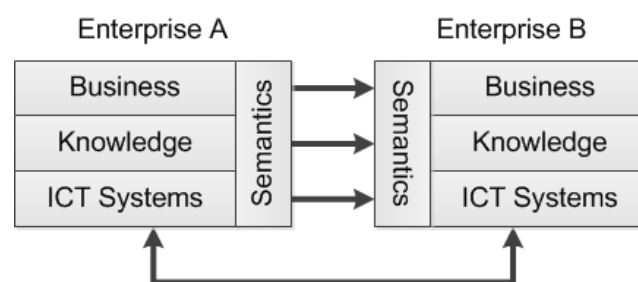 Enterprise A
Enterprise B
Business
Knowledge
ICT Systems
Semantics
Semantics
Business
Knowledge
ICT Systems